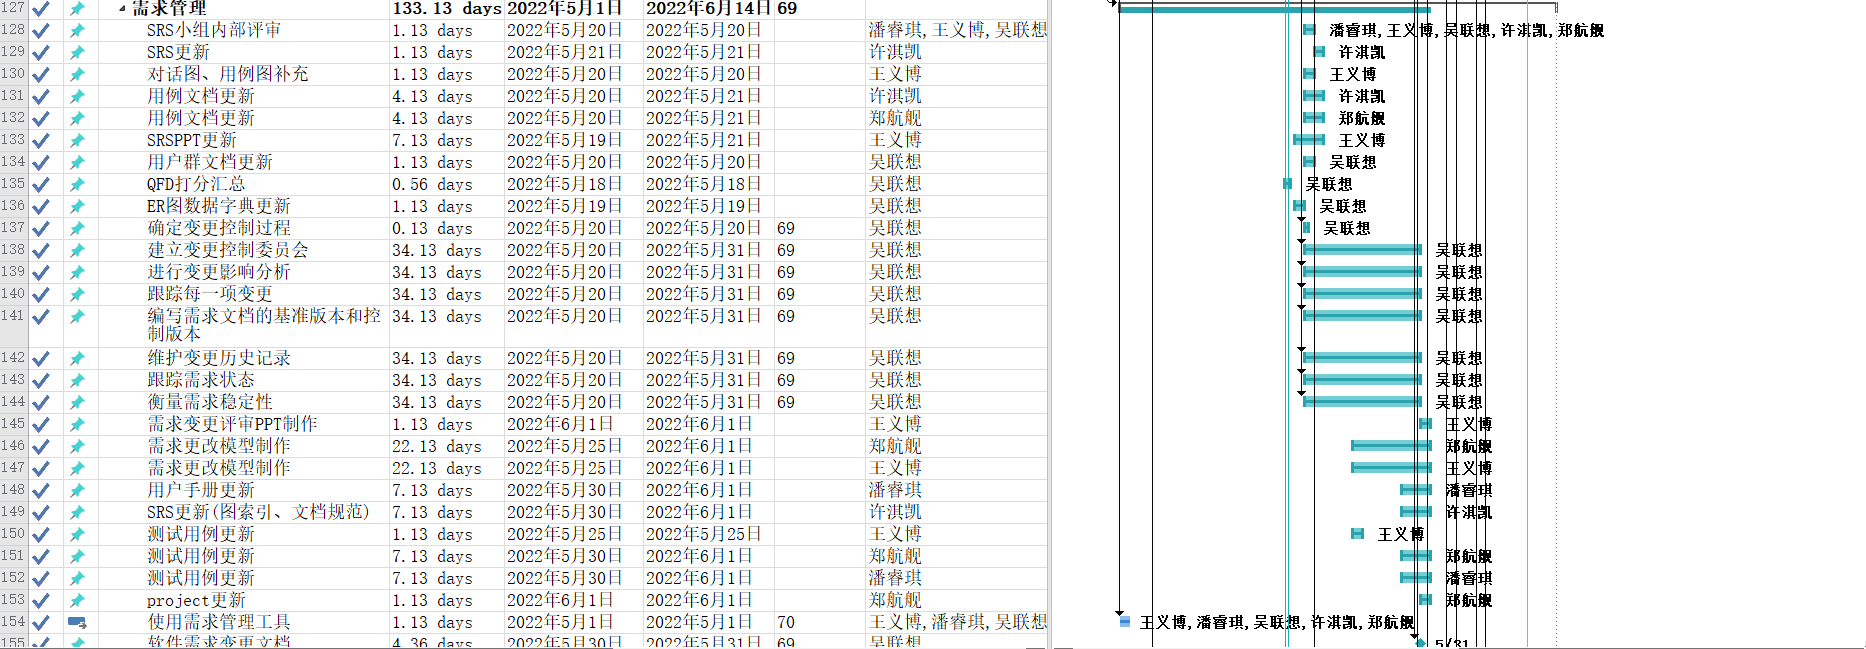 127 需求管理 133.13 days 2022年5月1日 2022年6月14日 69
128 SRS小组内部评审 1.13 days 2022年5月20日 2022年5月20日 潘睿琪,王义博,吴联想 潘睿琪,王义博,吴联想,许淇凯,郑航舰
129 SRS更新 1.13 days 2022年5月21日 2022年5月21日 许淇凯 许淇凯
130 对话图、用例图补充 1.13 days 2022年5月20日 2022年5月20日 王义博 王义博
131 用例文档更新 4.13 days 2022年5月20日 2022年5月21日 许淇凯 许淇凯
132 用例文档更新 4.13 days 2022年5月20日 2022年5月21日 郑航舰 郑航舰
133 SRSPPT更新 7.13 days 2022年5月19日 2022年5月21日 王义博 王义博
134 用户群文档更新 1.13 days 2022年5月20日 2022年5月20日 吴联想 吴联想
135 QFD打分汇总 0.56 days 2022年5月18日 2022年5月18日 吴联想 吴联想
136 ER图数据字典更新 1.13 days 2022年5月19日 2022年5月19日 吴联想 吴联想
137 确定变更控制过程 0.13 days 2022年5月20日 2022年5月20日 69 吴联想 吴联想
138 建立变更控制委员会 34.13 days 2022年5月20日 2022年5月31日 69 吴联想 吴联想
139 进行变更影响分析 34.13 days 2022年5月20日 2022年5月31日 69 吴联想 吴联想
140 跟踪每一项变更 34.13 days 2022年5月20日 2022年5月31日 69 吴联想 吴联想
141 编写需求文档的基准版本和控 34.13 days 2022年5月20日 2022年5月31日 69 吴联想 吴联想
制版本
142 维护变更历史记录 34.13 days 2022年5月20日 2022年5月31日 69 吴联想 吴联想
143 跟踪需求状态 34.13 days 2022年5月20日 2022年5月31日 69 吴联想 吴联想
144 衡量需求稳定性 34.13 days 2022年5月20日 2022年5月31日 69 吴联想 吴联想
145 需求变更评审PPT制作 1.13 days 2022年6月1日 2022年6月1日 王义博 王义博
146 需求更改模型制作 22.13 days 2022年5月25日 2022年6月1日 郑航舰 郑航舰
147 需求更改模型制作 22.13 days 2022年5月25日 2022年6月1日 王义博 王义博
148 用户手册更新 7.13 days 2022年5月30日 2022年6月1日 潘睿琪 潘睿琪
149 SRS更新(图索引、文档规范) 7.13 days 2022年5月30日 2022年6月1日 许淇凯 许淇凯
150 测试用例更新 1.13 days 2022年5月25日 2022年5月25日 王义博 王义博
151 测试用例更新 7.13 days 2022年5月30日 2022年6月1日 郑航舰 郑航舰
152 测试用例更新 7.13 days 2022年5月30日 2022年6月1日 潘睿琪 潘睿琪
153 project更新 1.13 days 2022年6月1日 2022年6月1日 郑航舰 郑航舰
154 使用需求管理工具 1.13 days 2022年5月1日 2022年5月1日 70 王义博,潘睿琪,吴联想 王义博,潘睿琪,吴联想,许淇凯,郑航舰
155 软件需求变更文档 4.36 days 2022年5月30日 2022年5月31日 69 吴联想 5/31